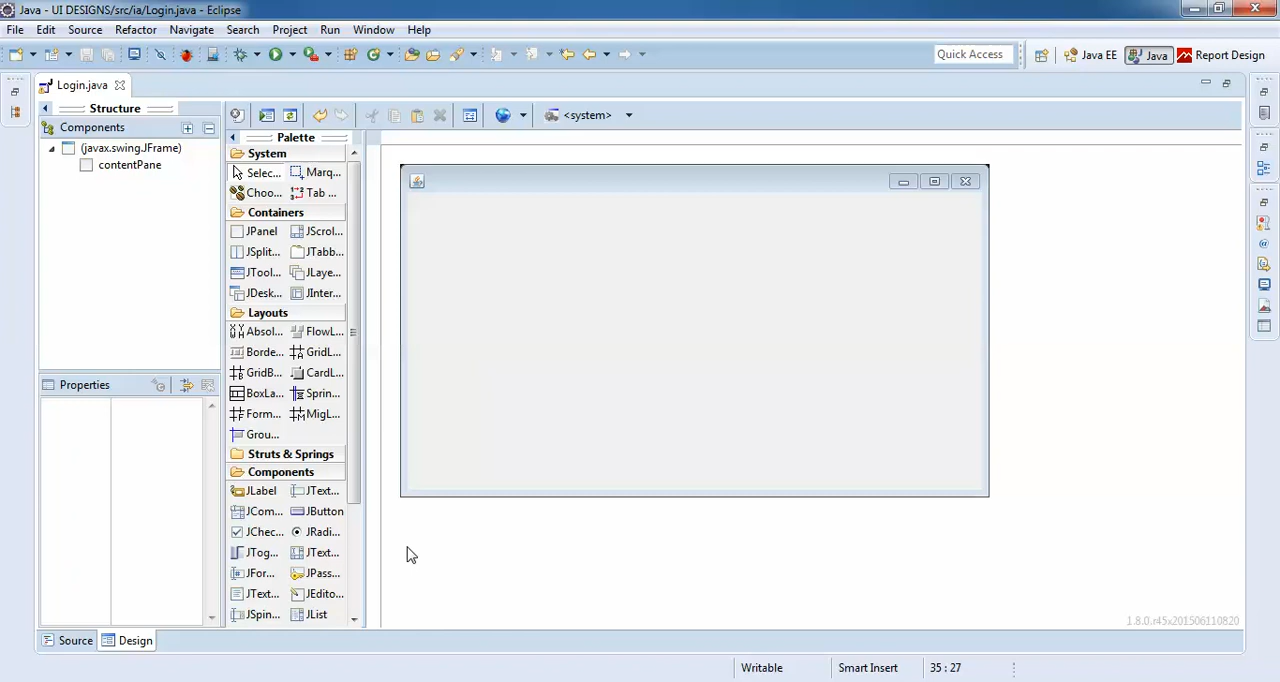 Java - UI DESIGNS/src/ia/Login.java - Eclipse
File Edit Source Refactor Navigate Search Project Run Window Help
Quick Access Java EE Java Report Design
Login.java
Structure
Components
(javax.swing.JFrame)
contentPane
Properties
<system>
Palette
System
Selec... Marq...
Choo... Tab ...
Containers
JPanel JScrol...
JSplit... JTabb...
JTool... JLaye...
JDesk... JInter...
Layouts
Absol... FlowL...
Borde... GridL...
GridB... CardL...
BoxLa... Sprin...
Form... MigL...
Grou...
Struts & Springs
Components
JLabel JText...
JCom... JButton
JChec... JRadi...
JTog... JText...
JFor... JPass...
JText... JEdito...
JSpin... JList
1.8.0.r45x201506110820
Source Design
Writable Smart Insert 35 : 27